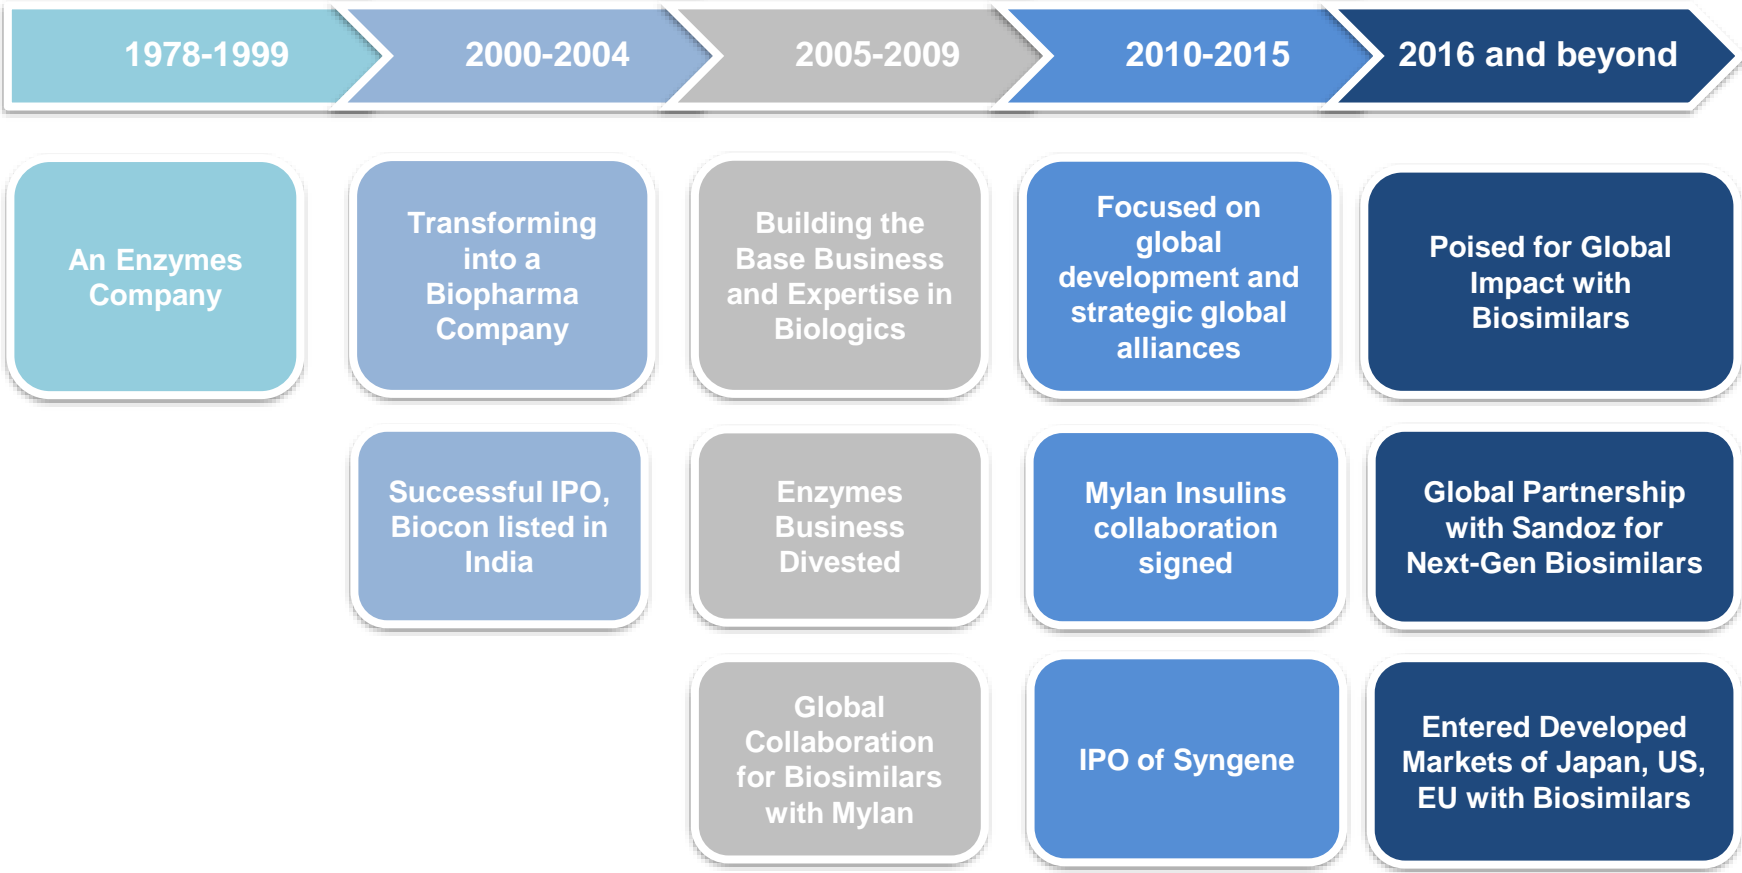 1978-1999
2000-2004
2005-2009
2010-2015
2016 and beyond
An Enzymes
Company
Transforming
into a
Biopharma
Company
Building the
Base Business
and Expertise in
Biologics
Focused on
global
development and
strategic global
alliances
Poised for Global
Impact with
Biosimilars
Successful IPO,
Biocon listed in
India
Enzymes
Business
Divested
Mylan Insulins
collaboration
signed
Global Partnership
with Sandoz for
Next-Gen Biosimilars
Global
Collaboration
for Biosimilars
with Mylan
IPO of Syngene
Entered Developed
Markets of Japan, US,
EU with Biosimilars